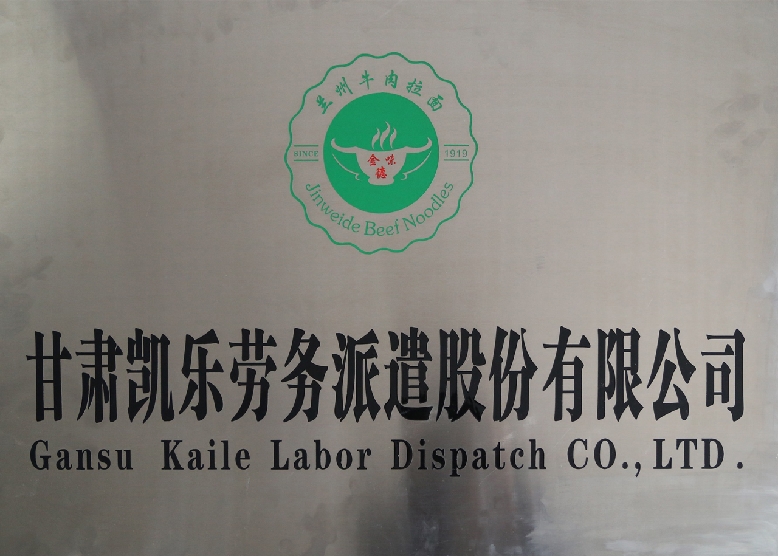 兰州牛肉拉面
SINCE 1919
金味德
Jinweide Beef Noodles
甘肃凯乐劳务派遣股份有限公司
Gansu Kaile Labor Dispatch CO., LTD.